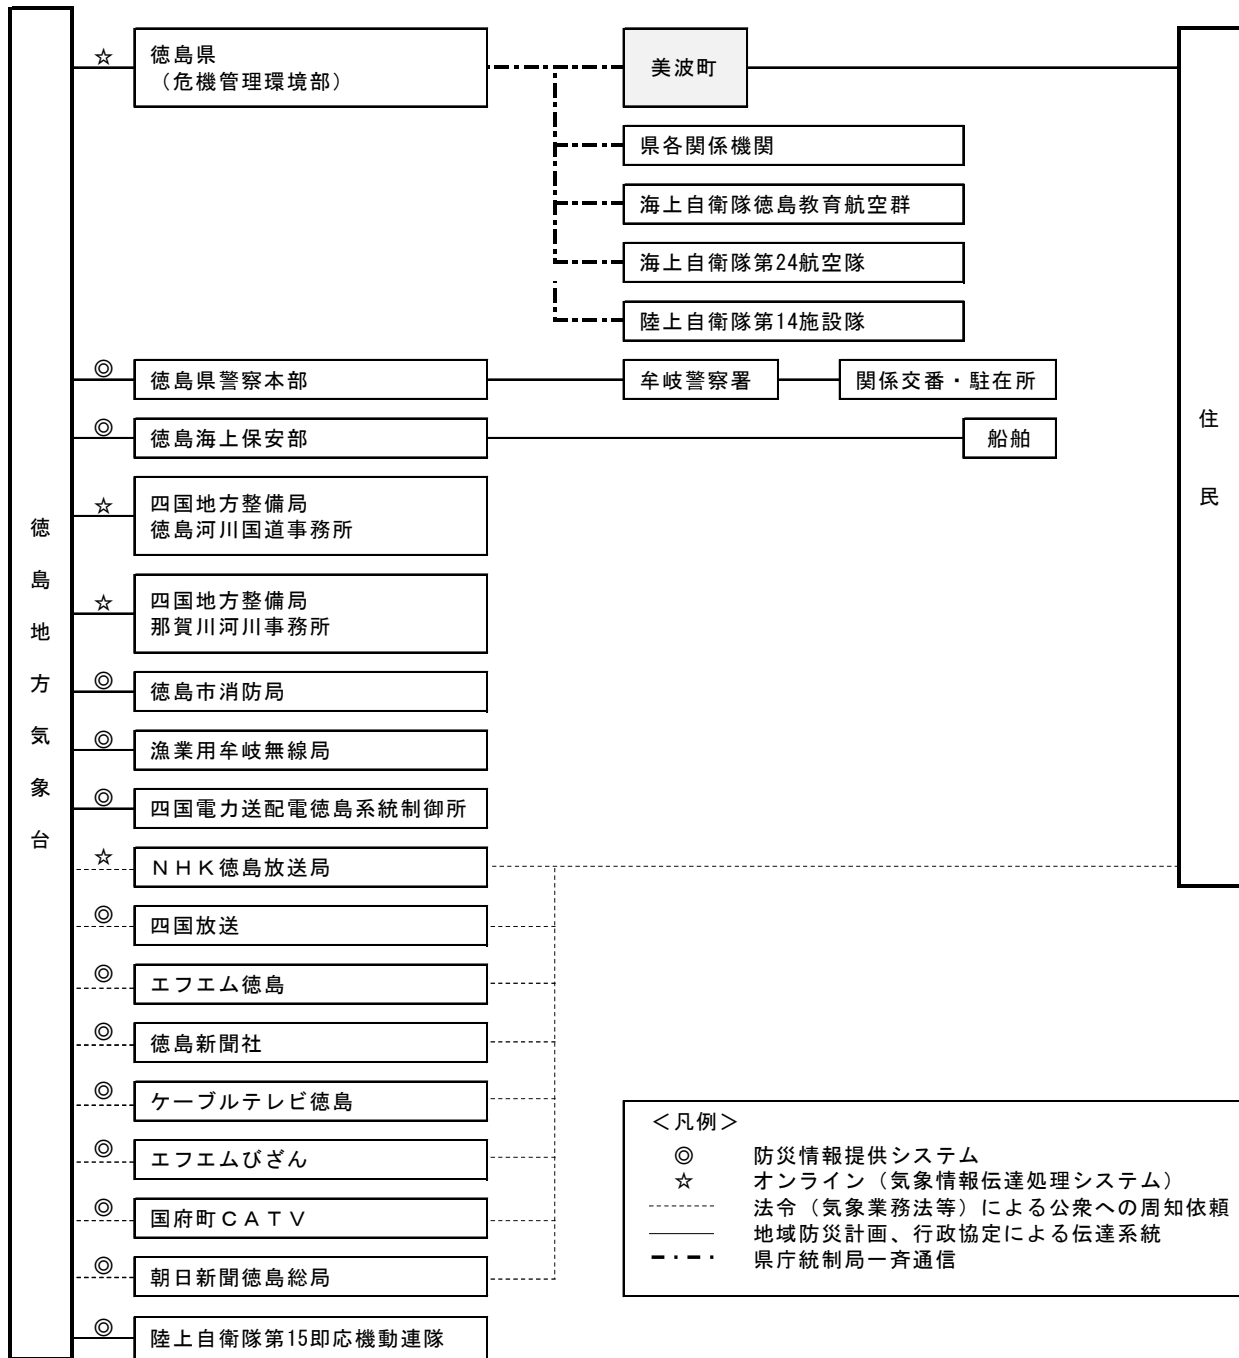 徳島地方気象台
☆
徳島県
（危機管理環境部）
美波町
県各関係機関
海上自衛隊徳島教育航空群
海上自衛隊第24航空隊
陸上自衛隊第14施設隊
◎
徳島県警察本部
牟岐警察署
関係交番・駐在所
◎
徳島海上保安部
船舶
住民
☆
四国地方整備局
徳島河川国道事務所
☆
四国地方整備局
那賀川河川事務所
◎
徳島市消防局
◎
漁業用牟岐無線局
◎
四国電力送配電徳島系統制御所
☆
ＮＨＫ徳島放送局
◎
四国放送
◎
エフエム徳島
◎
徳島新聞社
◎
ケーブルテレビ徳島
◎
エフエムびざん
◎
国府町ＣＡＴＶ
◎
朝日新聞徳島総局
◎
陸上自衛隊第15即応機動連隊
＜凡例＞
◎ 防災情報提供システム
☆ オンライン（気象情報伝達処理システム）
法令（気象業務法等）による公衆への周知依頼
地域防災計画、行政協定による伝達系統
県庁統制局一斉通信